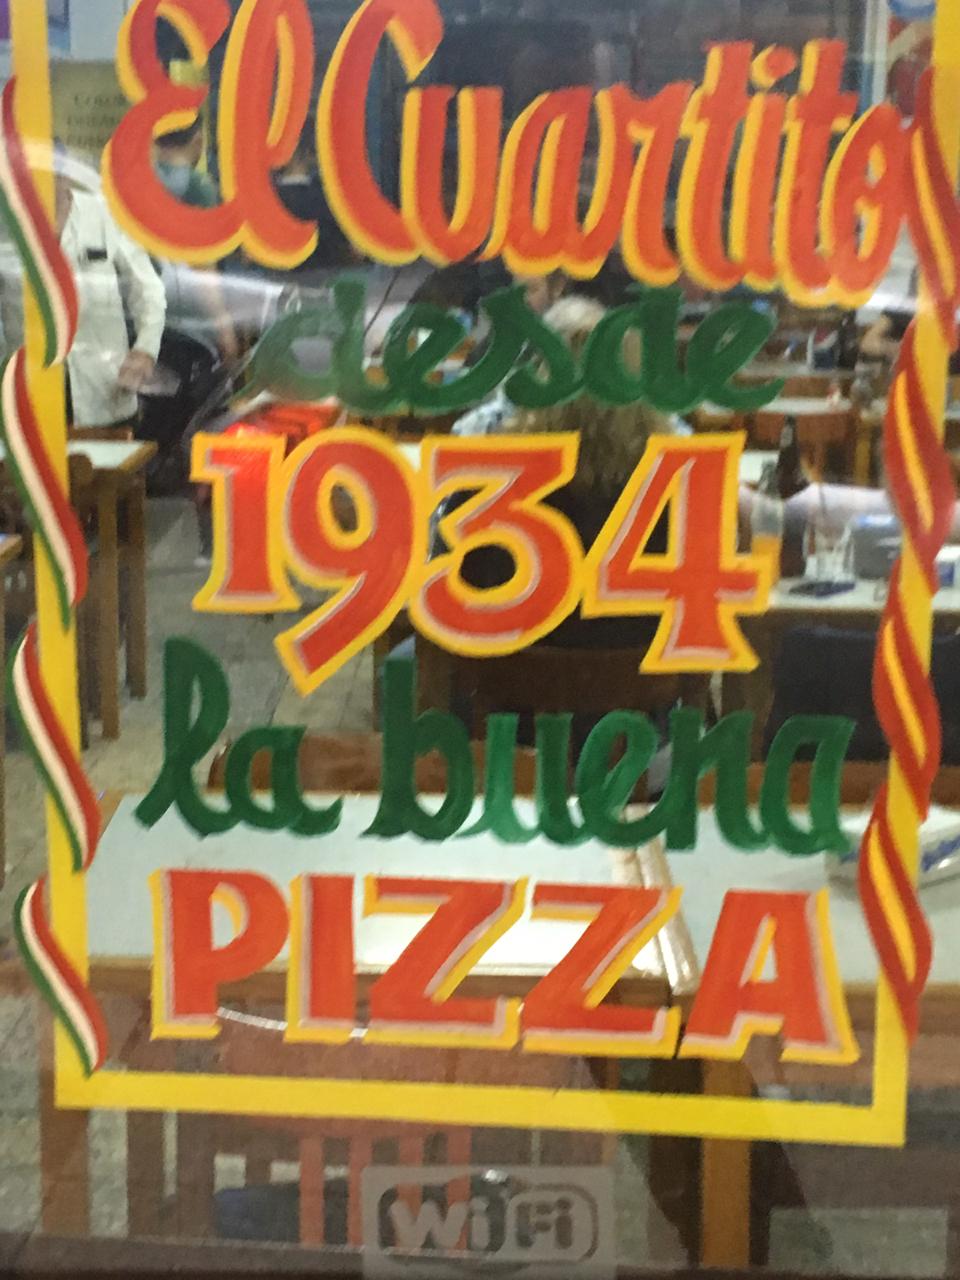 El Cuartito
desde
1934
la buena
PIZZA
WiFi